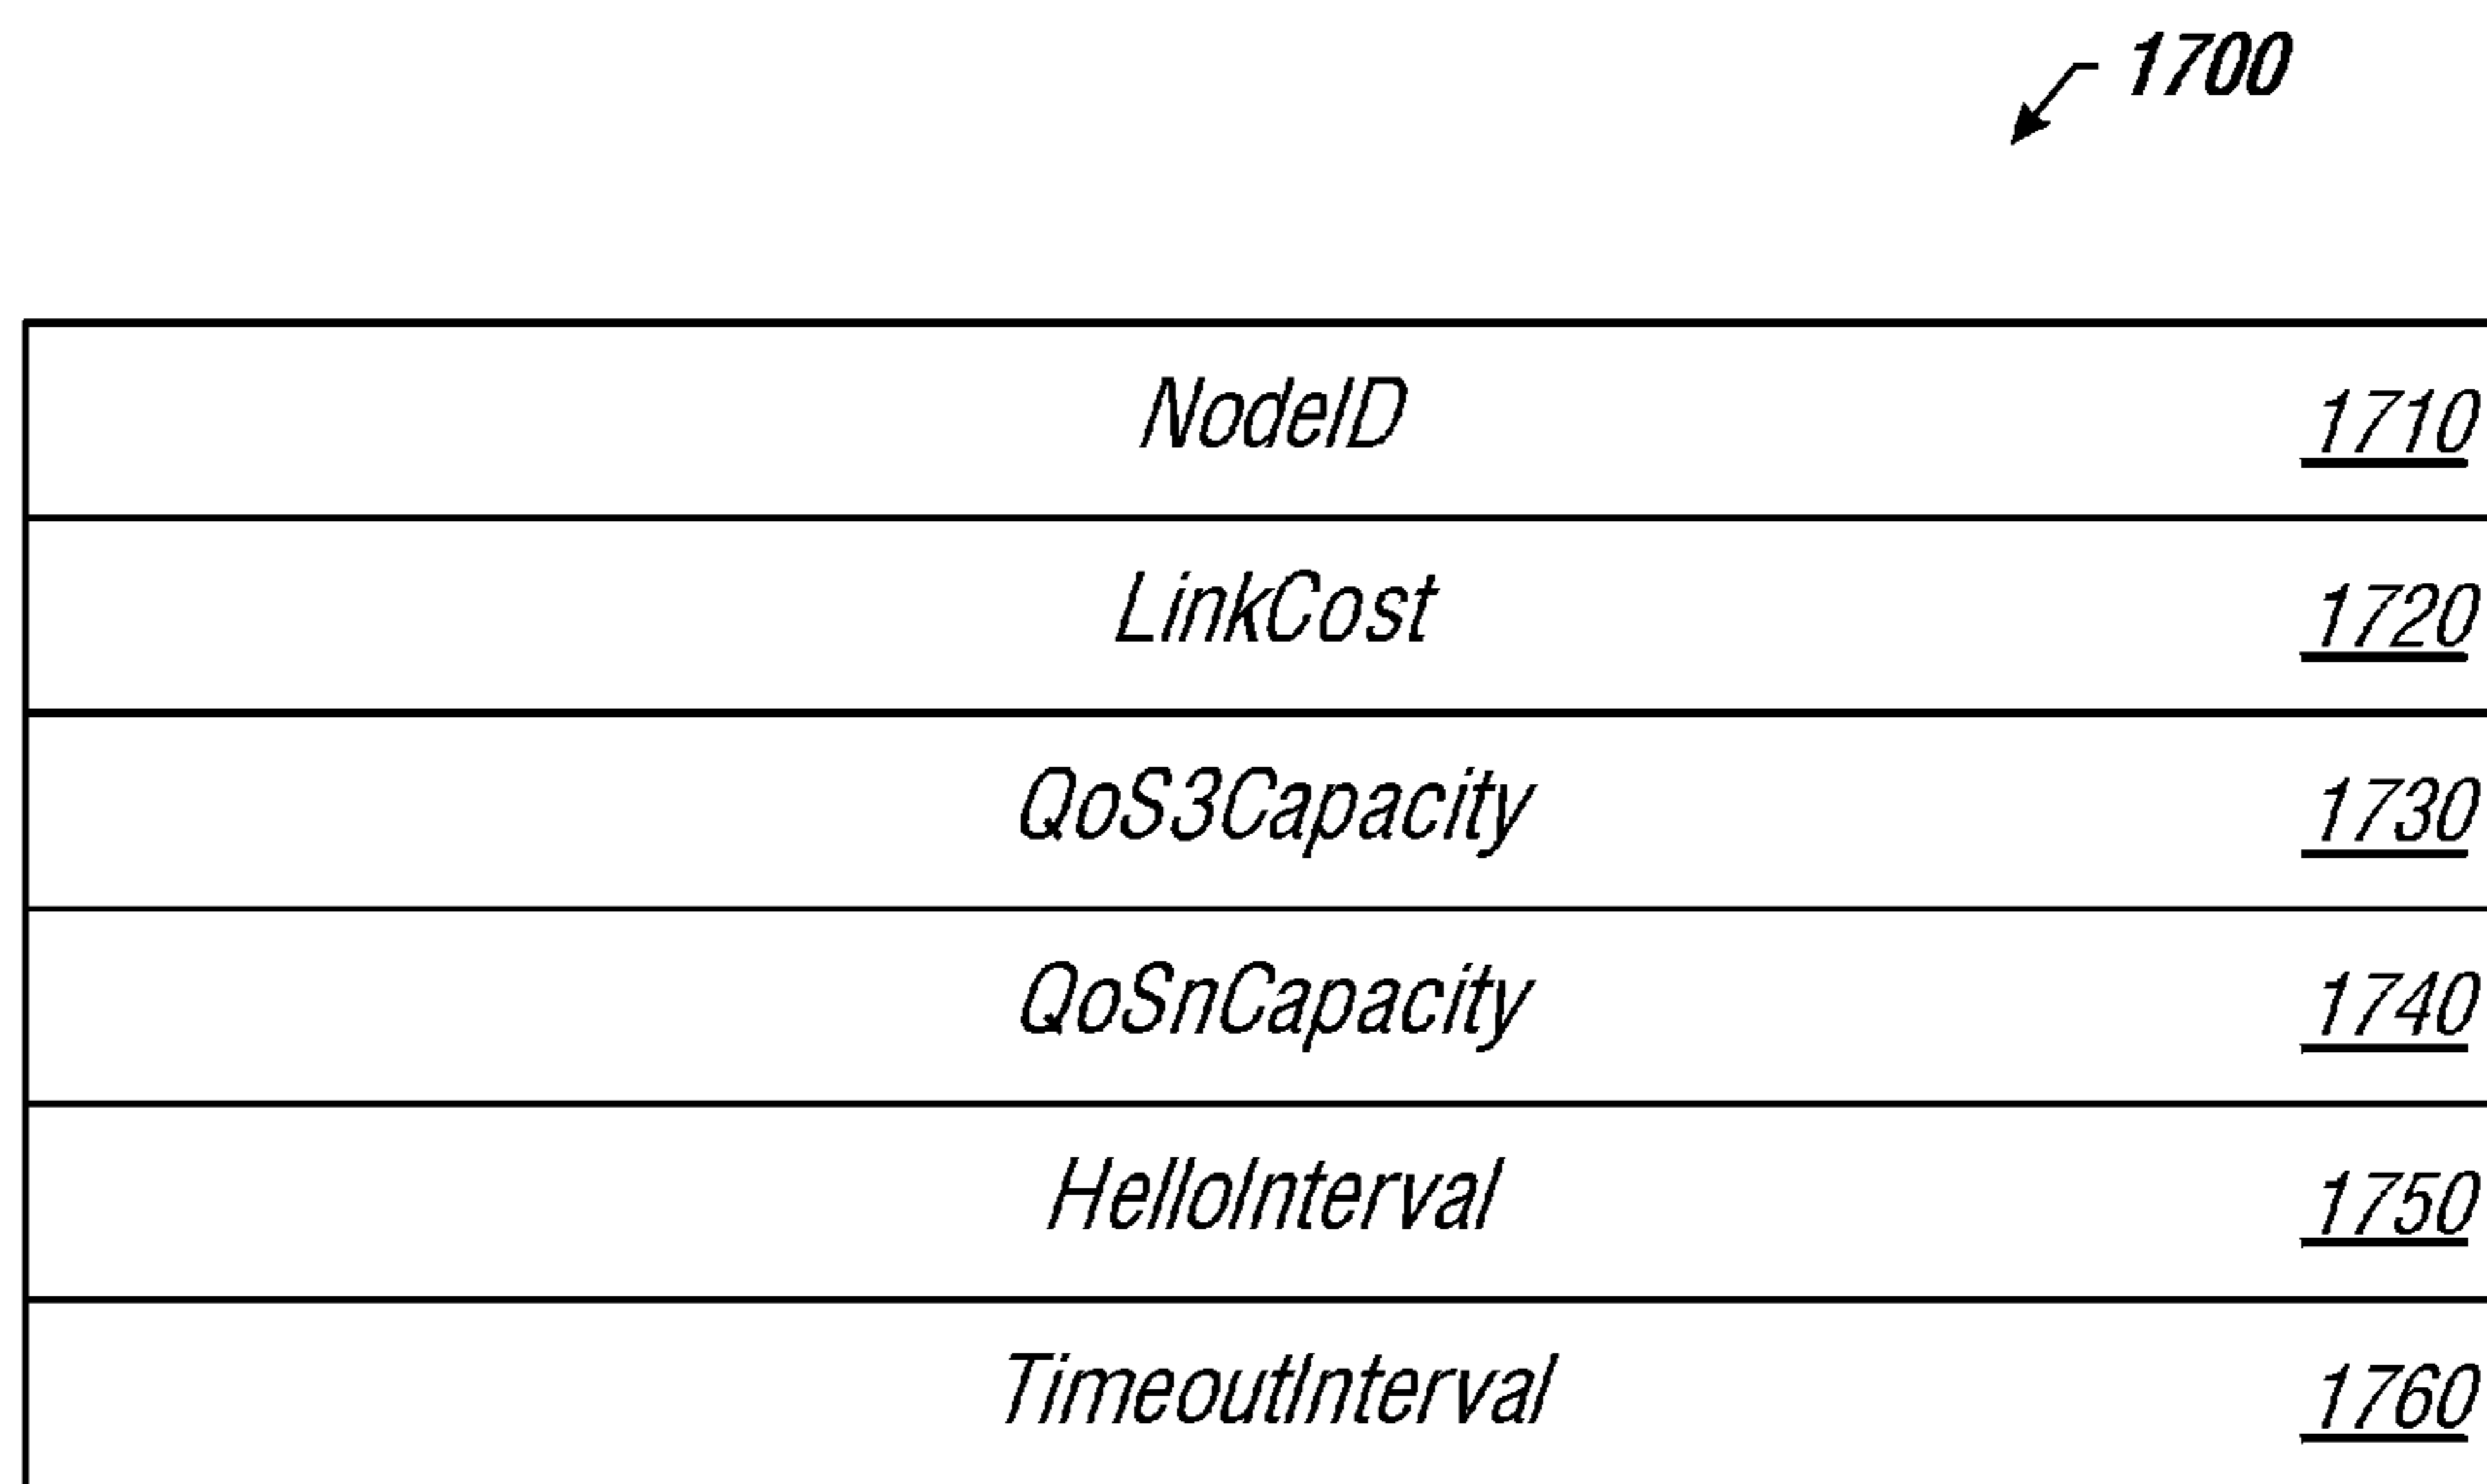 1700
NodeID 1710
LinkCost 1720
QoS3Capacity 1730
QoSnCapacity 1740
HelloInterval 1750
TimeoutInterval 1760